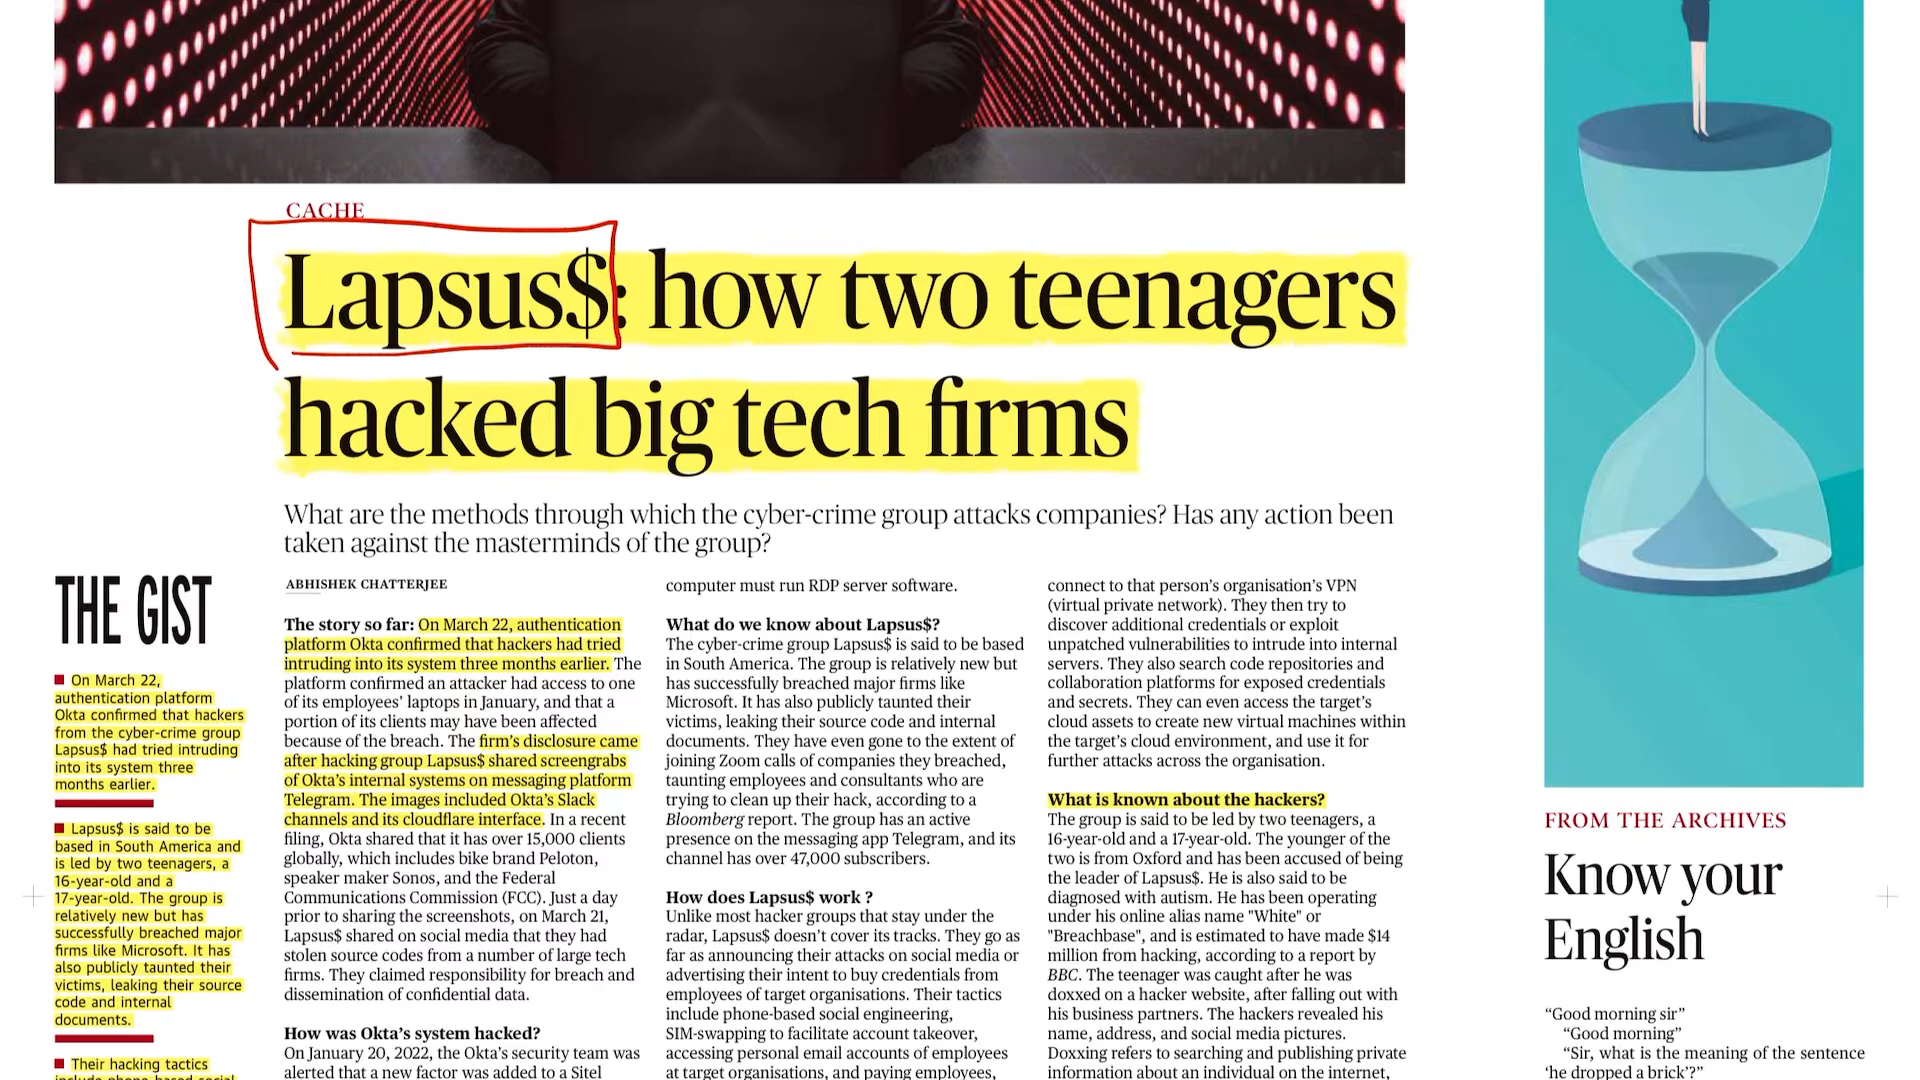 CACHE
Lapsus$: how two teenagers
hacked big tech firms
What are the methods through which the cyber-crime group attacks companies? Has any action been
taken against the masterminds of the group?
THE GIST
On March 22,
authentication platform
Okta confirmed that hackers
from the cyber-crime group
Lapsus$ had tried intruding
into its system three
months earlier.
Lapsus$ is said to be
based in South America and
is led by two teenagers, a
16-year-old and a
17-year-old. The group is
relatively new but has
successfully breached major
firms like Microsoft. It has
also publicly taunted their
victims, leaking their source
code and internal
documents.
Their hacking tactics
include phone-based social
ABHISHEK CHATTERJEE
The story so far: On March 22, authentication
platform Okta confirmed that hackers had tried
intruding into its system three months earlier. The
platform confirmed an attacker had access to one
of its employees' laptops in January, and that a
portion of its clients may have been affected
because of the breach. The firm's disclosure came
after hacking group Lapsus$ shared screengrabs
of Okta's internal systems on messaging platform
Telegram. The images included Okta's Slack
channels and its cloudflare interface. In a recent
filing, Okta shared that it has over 15,000 clients
globally, which includes bike brand Peloton,
speaker maker Sonos, and the Federal
Communications Commission (FCC). Just a day
prior to sharing the screenshots, on March 21,
Lapsus$ shared on social media that they had
stolen source codes from a number of large tech
firms. They claimed responsibility for breach and
dissemination of confidential data.
How was Okta's system hacked?
On January 20, 2022, the Okta's security team was
alerted that a new factor was added to a Sitel
computer must run RDP server software.
What do we know about Lapsus$?
The cyber-crime group Lapsus$ is said to be based
in South America. The group is relatively new but
has successfully breached major firms like
Microsoft. It has also publicly taunted their
victims, leaking their source code and internal
documents. They have even gone to the extent of
joining Zoom calls of companies they breached,
taunting employees and consultants who are
trying to clean up their hack, according to a
Bloomberg report. The group has an active
presence on the messaging app Telegram, and its
channel has over 47,000 subscribers.
How does Lapsus$ work ?
Unlike most hacker groups that stay under the
radar, Lapsus$ doesn't cover its tracks. They go as
far as announcing their attacks on social media or
advertising their intent to buy credentials from
employees of target organisations. Their tactics
include phone-based social engineering,
SIM-swapping to facilitate account takeover,
accessing personal email accounts of employees
at target organisations, and paying employees,
connect to that person's organisation's VPN
(virtual private network). They then try to
discover additional credentials or exploit
unpatched vulnerabilities to intrude into internal
servers. They also search code repositories and
collaboration platforms for exposed credentials
and secrets. They can even access the target's
cloud assets to create new virtual machines within
the target's cloud environment, and use it for
further attacks across the organisation.
What is known about the hackers?
The group is said to be led by two teenagers, a
16-year-old and a 17-year-old. The younger of the
two is from Oxford and has been accused of being
the leader of Lapsus$. He is also said to be
diagnosed with autism. He has been operating
under his online alias name "White" or
"Breachbase", and is estimated to have made $14
million from hacking, according to a report by
BBC. The teenager was caught after he was
doxxed on a hacker website, after falling out with
his business partners. The hackers revealed his
name, address, and social media pictures.
Doxxing refers to searching and publishing private
information about an individual on the internet,
FROM THE ARCHIVES
Know your
English
“Good morning sir”
“Good morning”
“Sir, what is the meaning of the sentence
‘he dropped a brick’?”